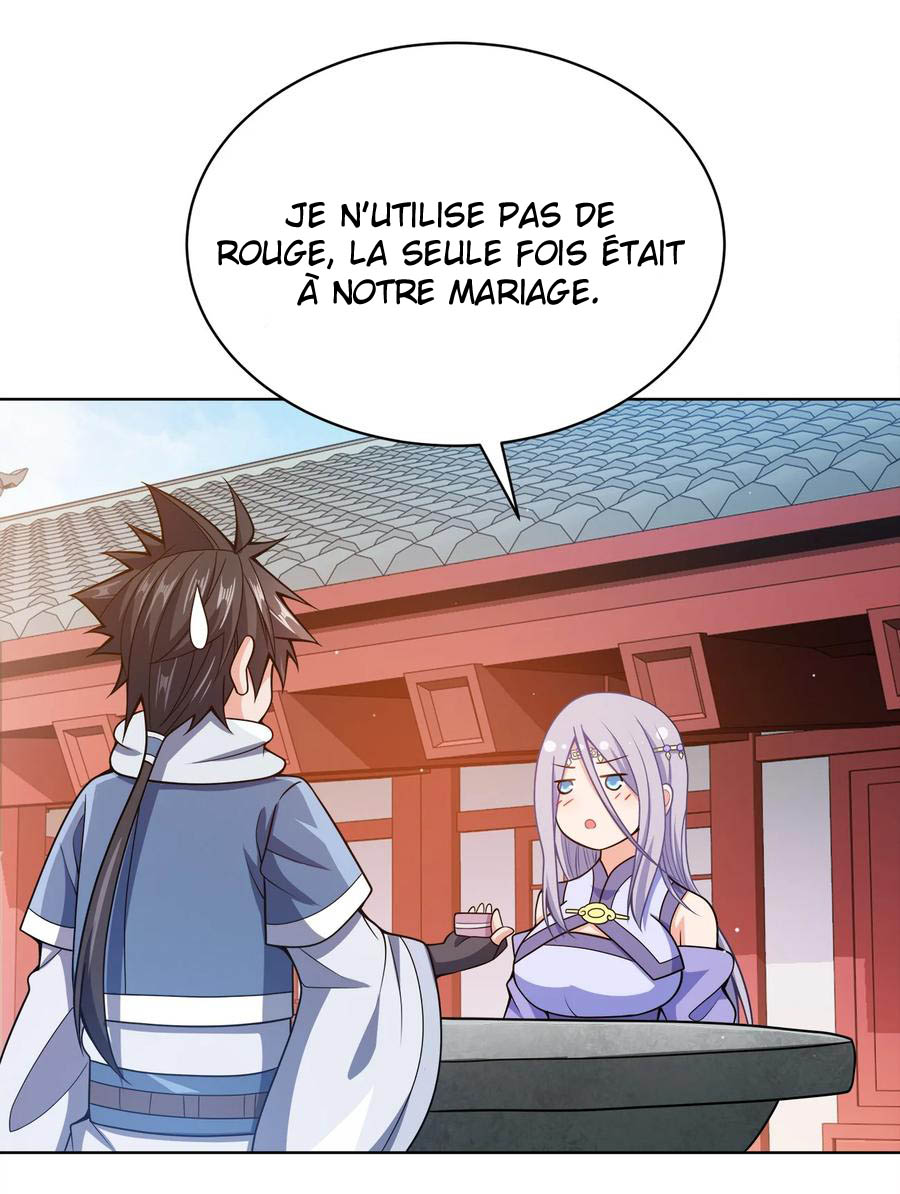 JE N'UTILISE PAS DE
ROUGE, LA SEULE FOIS ÉTAIT
À NOTRE MARIAGE.